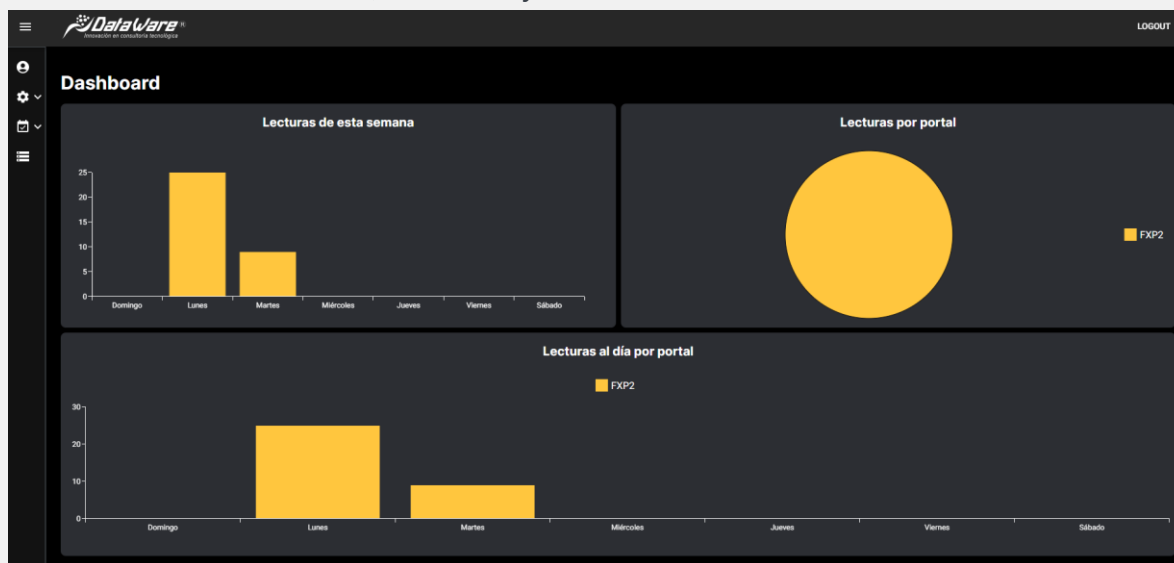 DataWare®
Innovación en consultoría tecnológica
LOGOUT
Dashboard
Lecturas de esta semana
25
20
15
10
5
0
Domingo Lunes Martes Miércoles Jueves Viernes Sábado
Lecturas por portal
FXP2
Lecturas al día por portal
FXP2
30
20
10
0
Domingo Lunes Martes Miércoles Jueves Viernes Sábado